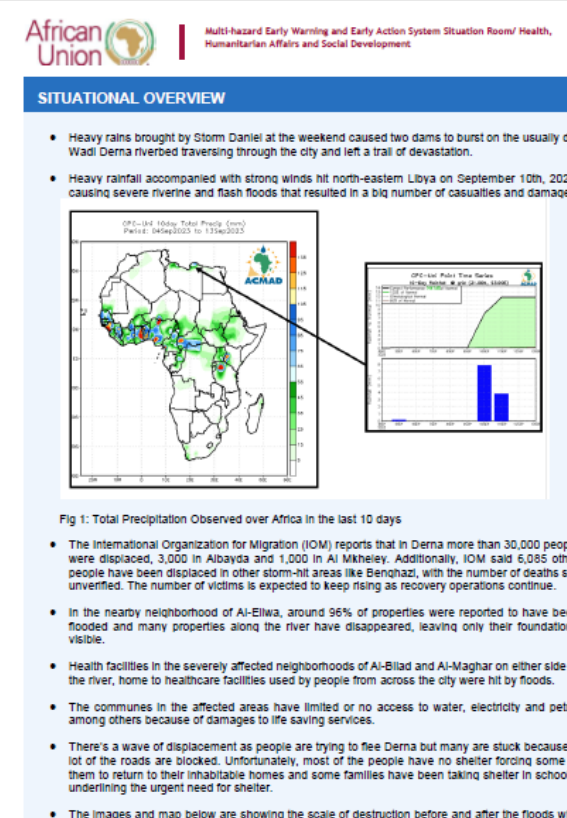 African
Union
Multi-hazard Early Warning and Early Action System Situation Room/ Health,
Humanitarian Affairs and Social Development
SITUATIONAL OVERVIEW
• Heavy rains brought by Storm Daniel at the weekend caused two dams to burst on the usually
Wadi Derna riverbed traversing through the city and left a trail of devastation.
• Heavy rainfall accompanied with strong winds hit north-eastern Libya on September 10th,
causing severe riverine and flash floods that resulted in a big number of casualties and
CPC-Uni 10day Total Precip (mm)
Period: 04Sep2023 to 13Sep2023
ACMAD
CPC-Uni Point Time Series
Fig 1: Total Precipitation Observed over Africa in the last 10 days
• The International Organization for Migration (IOM) reports that in Derna more than 30,000
were displaced, 3,000 in Albayda and 1,000 in Al Mkheley. Additionally, IOM said 6,085
people have been displaced in other storm-hit areas like Benghazi, with the number of deaths
unverified. The number of victims is expected to keep rising as recovery operations continue.
• In the nearby neighborhood of Al-Eliwa, around 96% of properties were reported to have
flooded and many properties along the river have disappeared, leaving only their
visible.
• Health facilities in the severely affected neighborhoods of Al-Bilad and Al-Maghar on either side
the river, home to healthcare facilities used by people from across the city were hit by floods.
• The communes in the affected areas have limited or no access to water, electricity and
among others because of damages to life saving services.
• There's a wave of displacement as people are trying to flee Derna but many are stuck because
lot of the roads are blocked. Unfortunately, most of the people have no shelter forcing some
them to return to their inhabitable homes and some families have been taking shelter in
underlining the urgent need for shelter.
• The images and map below are showing the scale of destruction before and after the floods